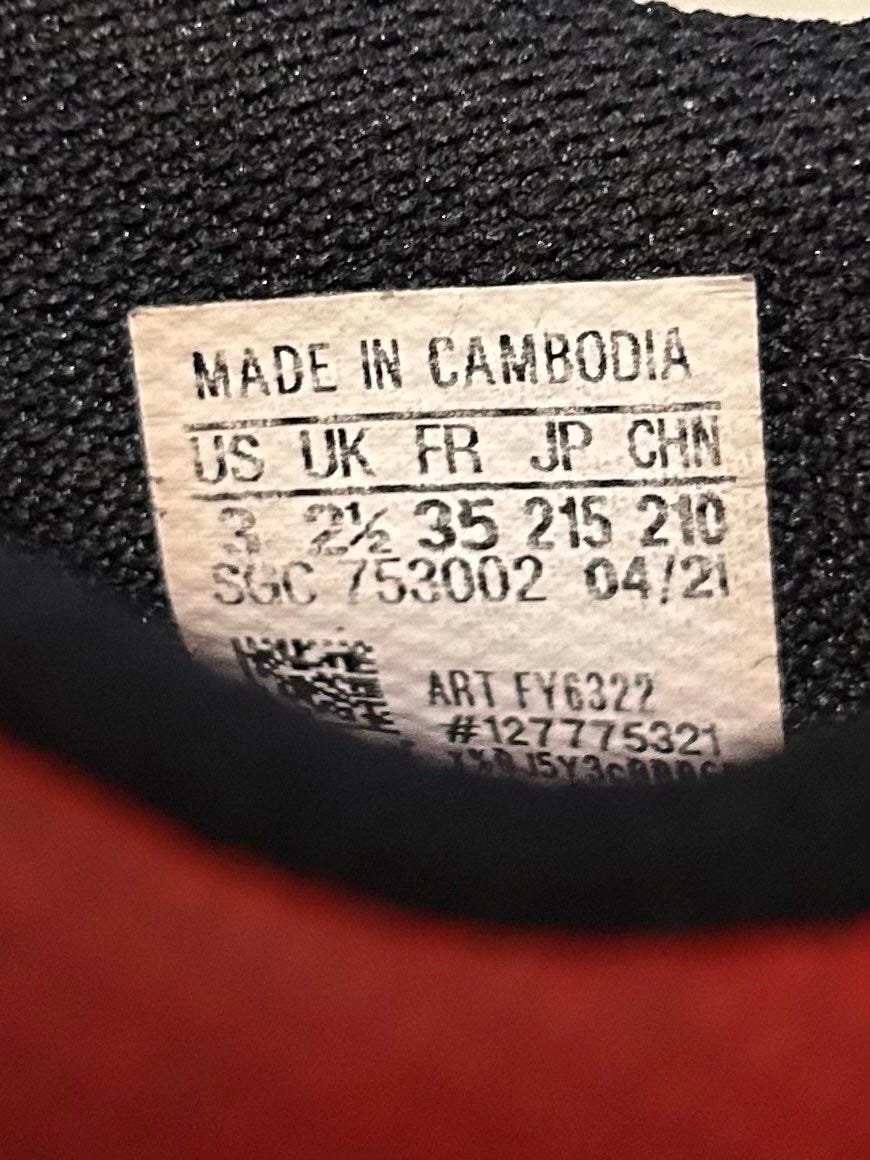 MADE IN CAMBODIA
US UK FR JP CHN
3 2½ 35 215 210
SGC 753002 04/21
ART FY6322
#127775321